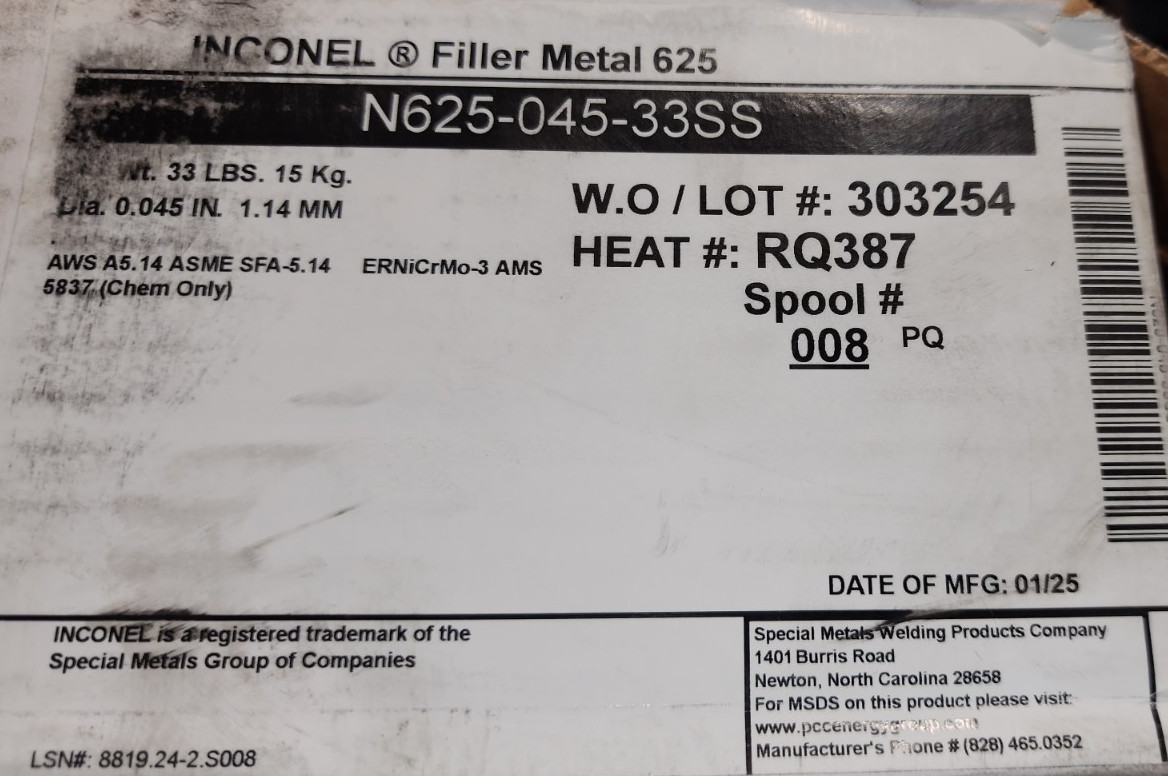 INCONEL ® Filler Metal 625
N625-045-33SS
Wt. 33 LBS. 15 Kg.
Dia. 0.045 IN. 1.14 MM
AWS A5.14 ASME SFA-5.14 ERNiCrMo-3 AMS
5837 (Chem Only)
W.O / LOT #: 303254
HEAT #: RQ387
Spool #
008 PQ
DATE OF MFG: 01/25
INCONEL is a registered trademark of the
Special Metals Group of Companies
LSN#: 8819.24-2.S008
Special Metals Welding Products Company
1401 Burris Road
Newton, North Carolina 28658
For MSDS on this product please visit:
www.pccenergygroup.com
Manufacturer's Phone # (828) 465.0352